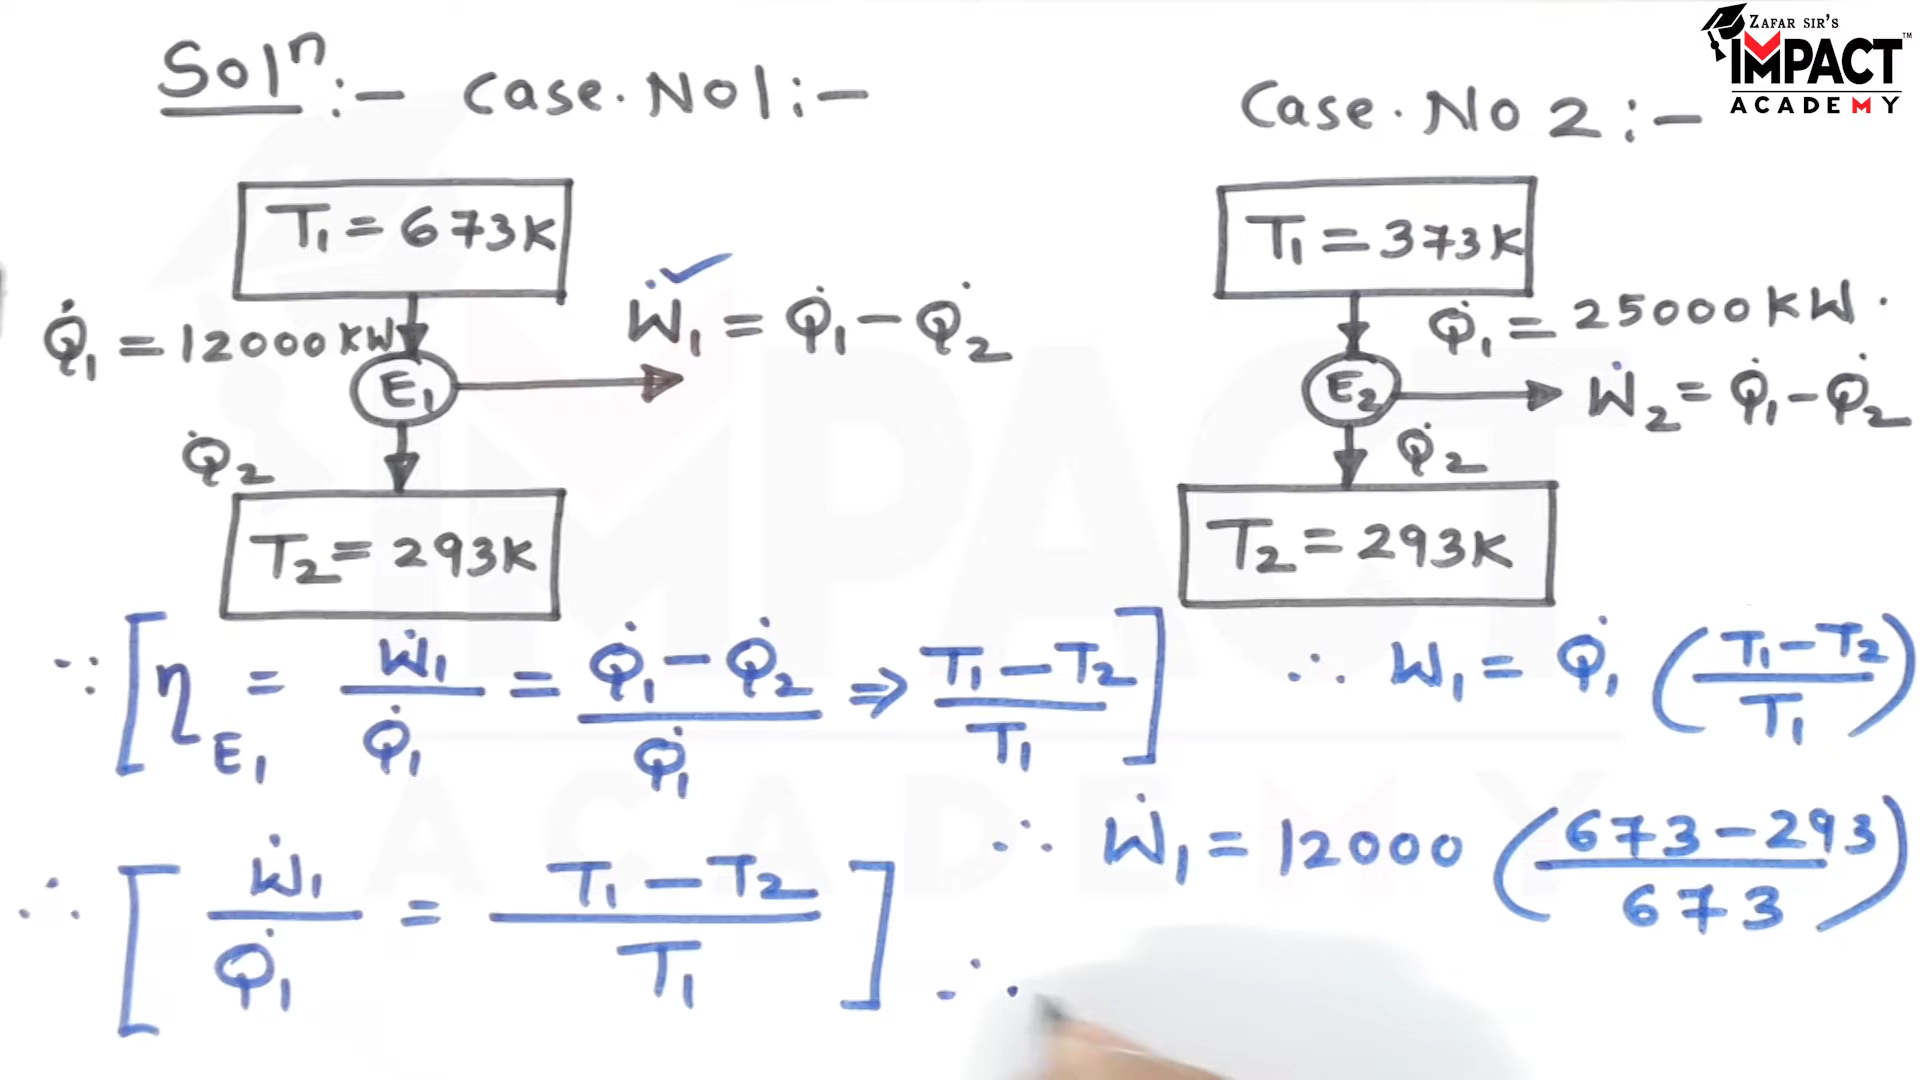 Solⁿ :- Case. No 1 :-
Case. No 2 :-
ZAFAR SIR'S
IMPACT™
ACADEMY
T₁ = 673K
Q̇₁ = 12000 KW
E₁
Ẇ₁ = Q̇₁ - Q̇₂
Q̇₂
T₂ = 293K
T₁ = 373K
Q̇₁ = 25000 KW.
E₂
Ẇ₂ = Q̇₁ - Q̇₂
Q̇₂
T₂ = 293K
∵ [η_E₁ = Ẇ₁/Q̇₁ = (Q̇₁ - Q̇₂)/Q̇₁ ⇒ (T₁ - T₂)/T₁]
∴ W₁ = Q̇₁ ((T₁ - T₂)/T₁)
∴ [Ẇ₁/Q̇₁ = (T₁ - T₂)/T₁]
∴ Ẇ₁ = 12000 ((673 - 293)/673)
∴
IMPACT
ACADEMY